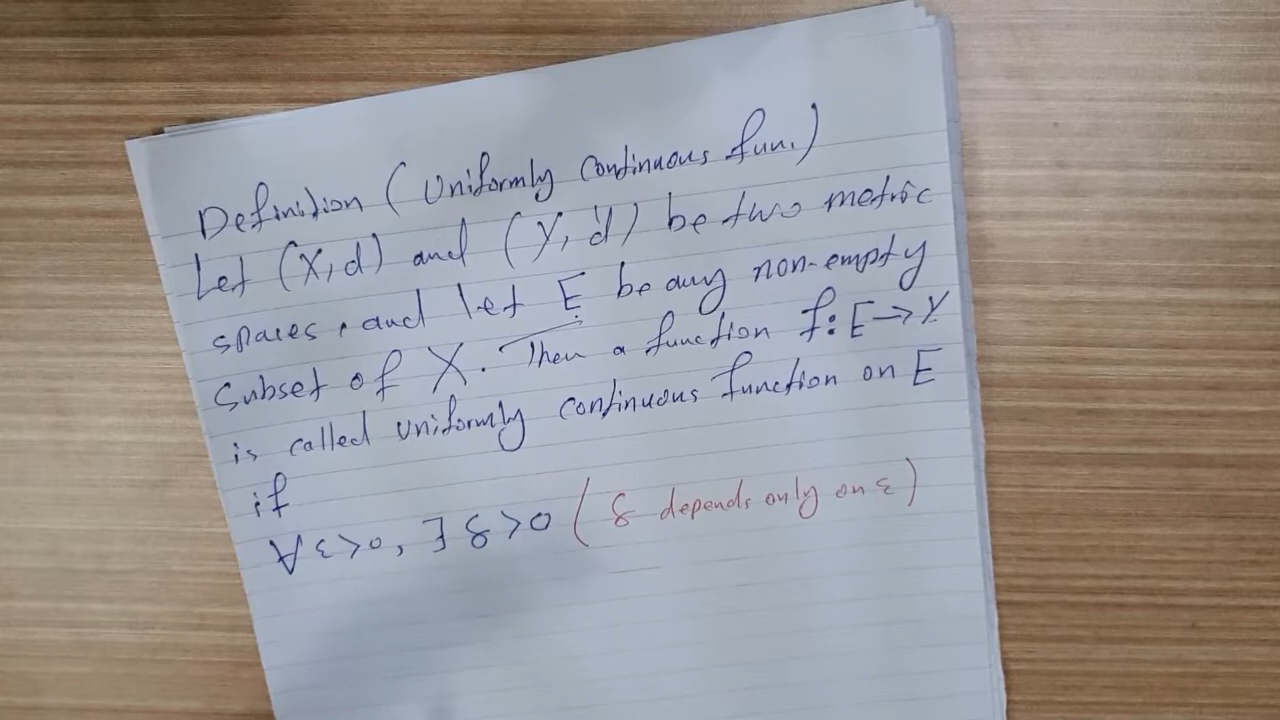 Definition (Uniformly continuous fun.)
Let (X,d) and (Y,d') be two metric
spaces, and let E be any non-empty
subset of X. Then a function f: E→Y
is called uniformly continuous function on E
if
∀ ε>0, ∃ δ>0 (δ depends only on ε)